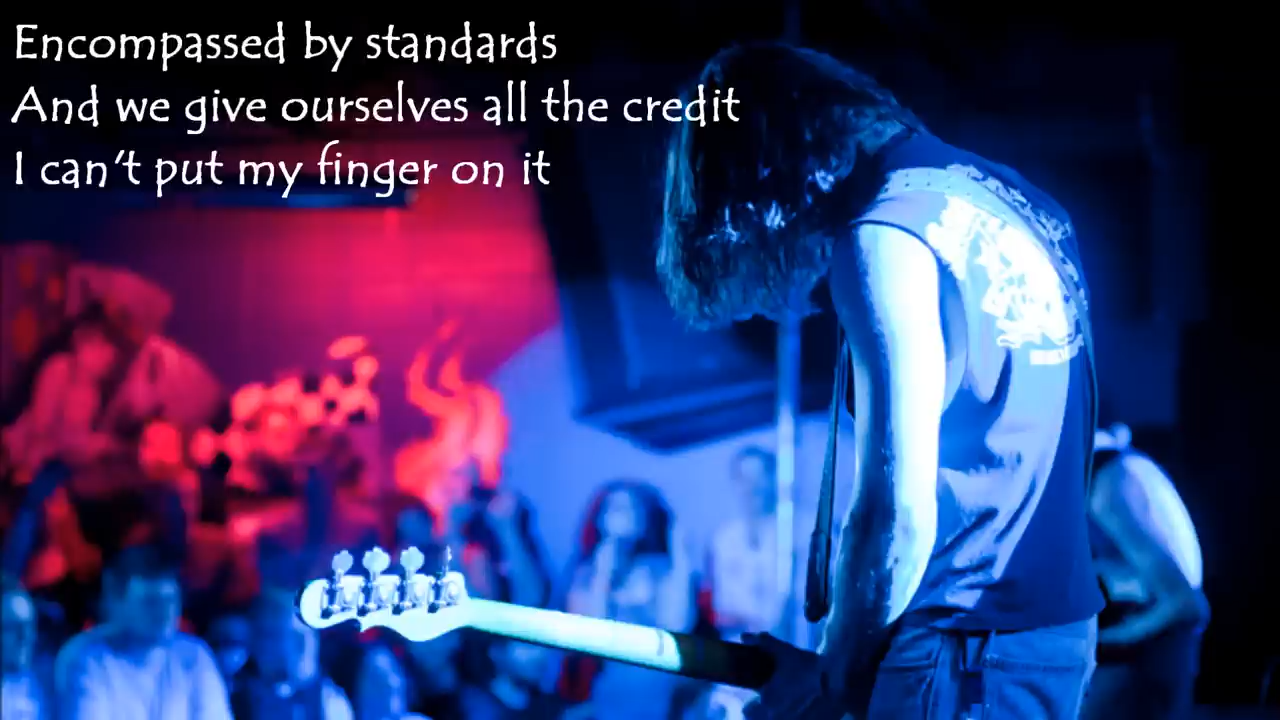 Encompassed by standards
And we give ourselves all the credit
I can't put my finger on it